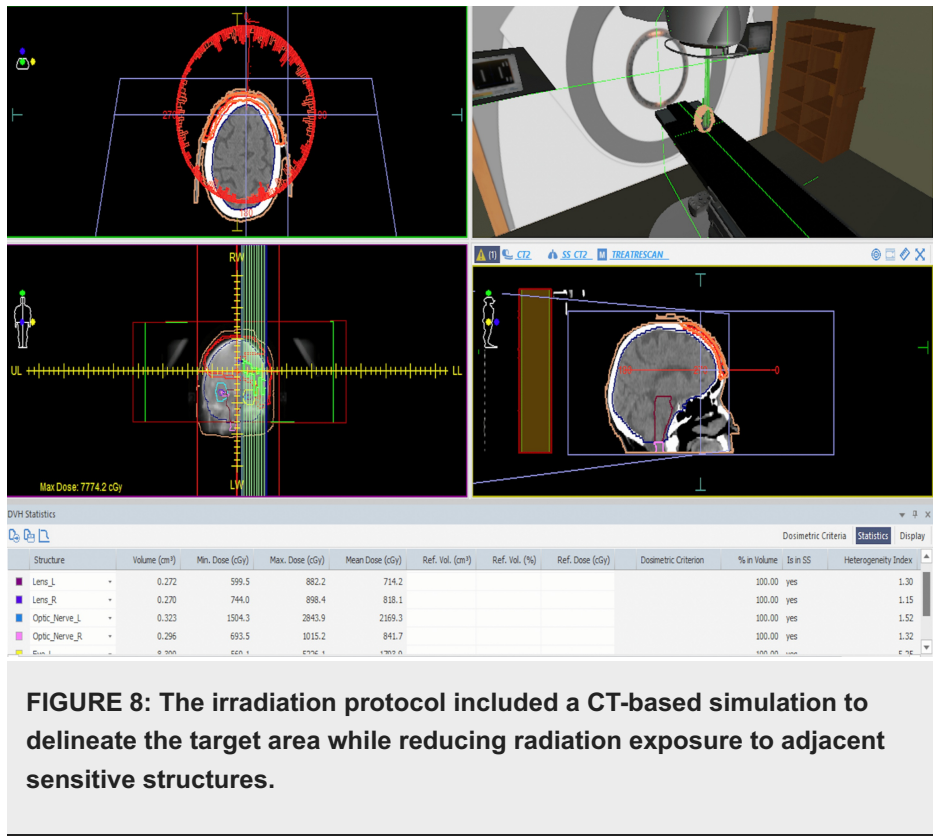 270
90
180
RW
UL
LL
LW
Max Dose: 7774.2 cGy
(1) CT2 SS_CT2 M TREATRESCAN
DVH Statistics
Dosimetric Criteria Statistics Display
Structure Volume (cm³) Min. Dose (cGy) Max. Dose (cGy) Mean Dose (cGy) Ref. Vol. (cm³) Ref. Vol. (%) Ref. Dose (cGy) Dosimetric Criterion % in Volume Is in SS Heterogeneity Index
Lens_L 0.272 599.5 882.2 714.2 100.00 yes 1.30
Lens_R 0.270 744.0 898.4 818.1 100.00 yes 1.15
Optic_Nerve_L 0.323 1504.3 2843.9 2169.3 100.00 yes 1.52
Optic_Nerve_R 0.296 693.5 1015.2 841.7 100.00 yes 1.32
FIGURE 8: The irradiation protocol included a CT-based simulation to
delineate the target area while reducing radiation exposure to adjacent
sensitive structures.